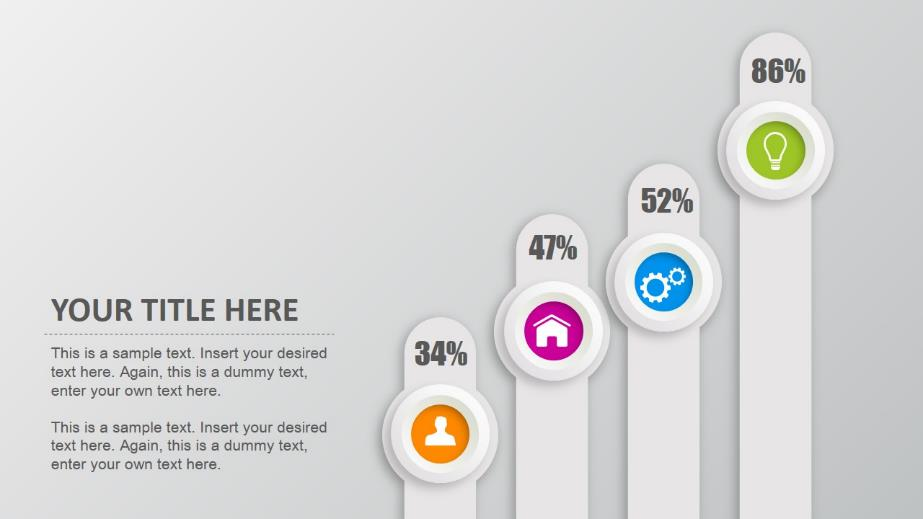 YOUR TITLE HERE
This is a sample text. Insert your desired
text here. Again, this is a dummy text,
enter your own text here.
This is a sample text. Insert your desired
text here. Again, this is a dummy text,
enter your own text here.
34%
47%
52%
86%